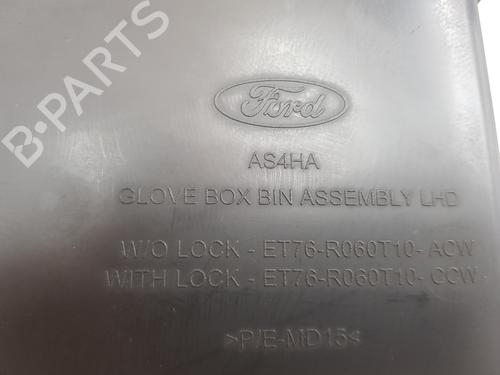 B-PARTS
Ford
AS4HA
GLOVE BOX BIN ASSEMBLY LHD
W/O LOCK - ET76-R060T10- ACW
WITH LOCK - ET76-R060T10- CCW
>P/E-MD15<